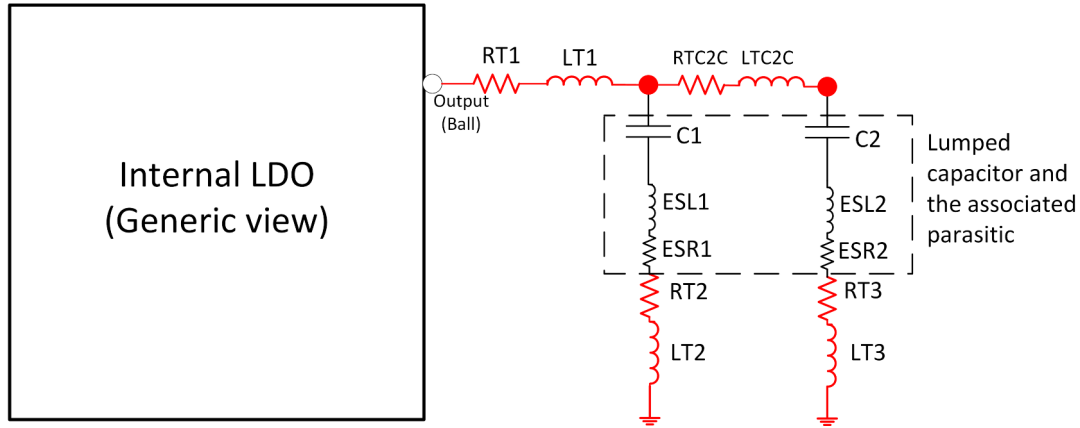 Internal LDO
(Generic view)
Output
(Ball)
RT1
LT1
RTC2C
LTC2C
C1
C2
ESL1
ESL2
ESR1
ESR2
RT2
RT3
LT2
LT3
Lumped
capacitor and
the associated
parasitic